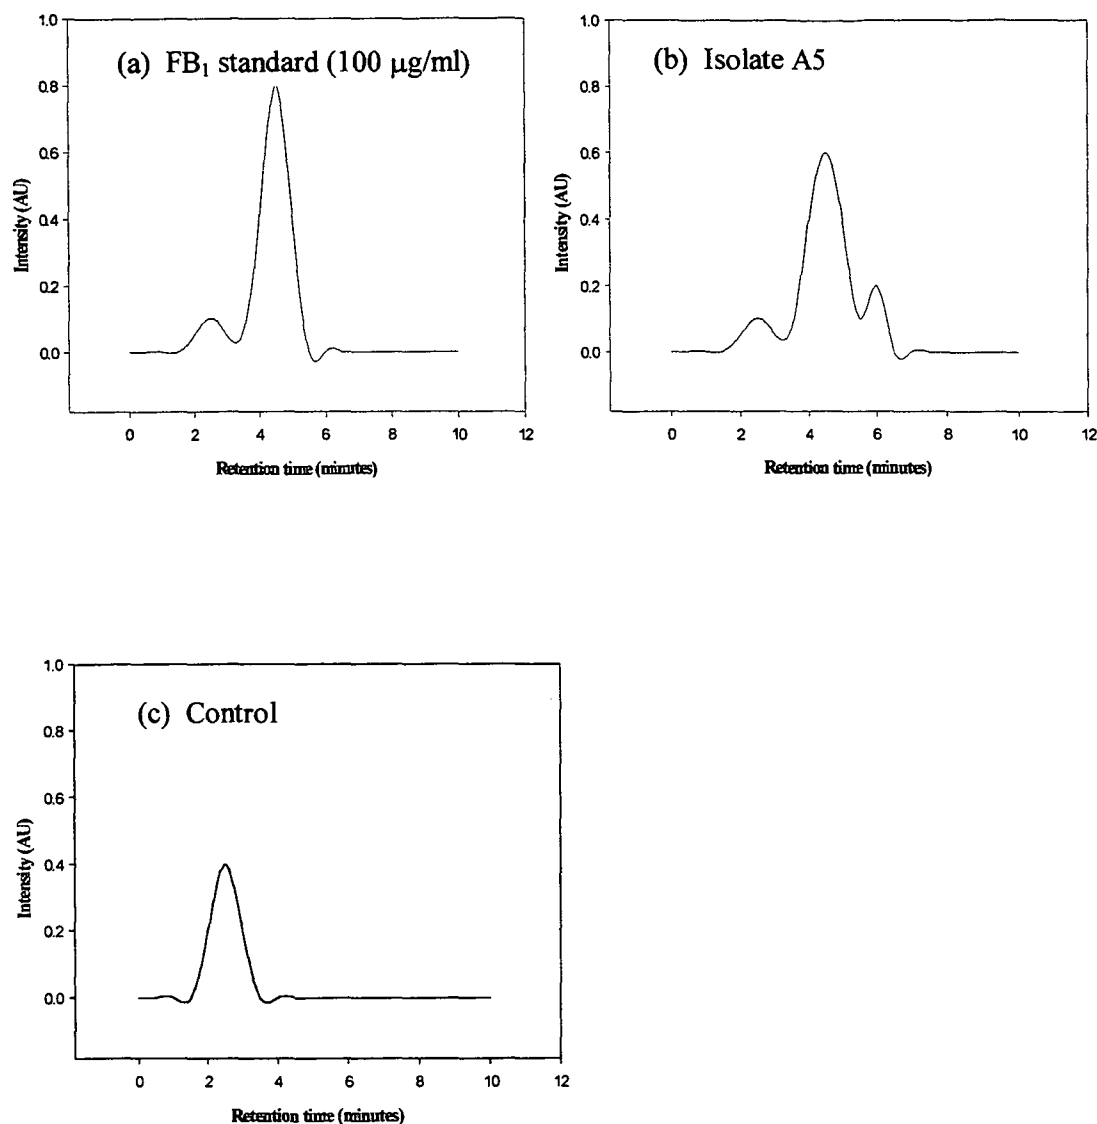 (a) FB₁ standard (100 µg/ml)
1.0
0.8
0.6
0.4
0.2
0.0
Intensity (AU)
0 2 4 6 8 10 12
Retention time (minutes)
(b) Isolate A5
1.0
0.8
0.6
0.4
0.2
0.0
Intensity (AU)
0 2 4 6 8 10 12
Retention time (minutes)
(c) Control
1.0
0.8
0.6
0.4
0.2
0.0
Intensity (AU)
0 2 4 6 8 10 12
Retention time (minutes)